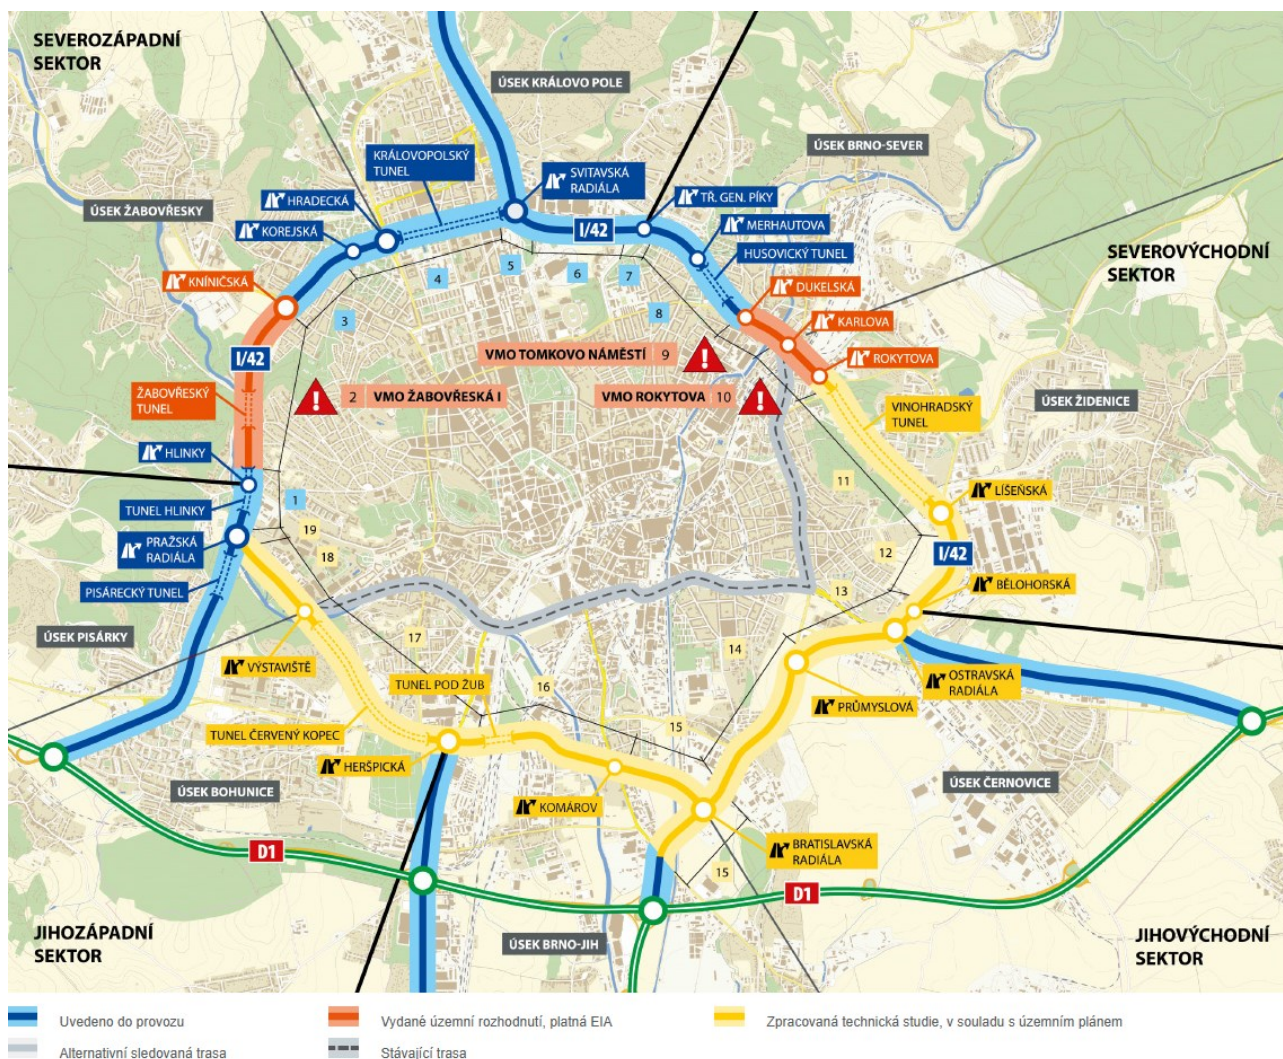 SEVEROZÁPADNÍ
SEKTOR
ÚSEK KRÁLOVO POLE
ÚSEK BRNO-SEVER
KRÁLOVOPOLSKÝ
TUNEL
SVITAVSKÁ
RADIÁLA
HRADECKÁ
TŘ. GEN. PÍKY
ÚSEK ŽABOVŘESKY
KOREJSKÁ
I/42
MERHAUTOVA
HUSOVICKÝ TUNEL
SEVEROVÝCHODNÍ
SEKTOR
KNÍNIČSKÁ
4
5
6
7
DUKELSKÁ
3
8
KARLOVA
I/42
VMO TOMKOVO NÁMĚSTÍ 9
ROKYTOVA
ŽABOVŘESKÝ
TUNEL
2 VMO ŽABOVŘESKÁ I
VMO ROKYTOVA 10
VINOHRADSKÝ
TUNEL
ÚSEK ŽIDENICE
HLINKY
11
TUNEL HLINKY
1
LÍŠEŇSKÁ
PRAŽSKÁ
RADIÁLA
19
18
12
I/42
PISÁRECKÝ TUNEL
13
BĚLOHORSKÁ
ÚSEK PISÁRKY
17
14
VÝSTAVIŠTĚ
TUNEL POD ŽUB
16
OSTRAVSKÁ
RADIÁLA
PRŮMYSLOVÁ
TUNEL ČERVENÝ KOPEC
15
HERŠPICKÁ
ÚSEK BOHUNICE
KOMÁROV
ÚSEK ČERNOVICE
D1
BRATISLAVSKÁ
RADIÁLA
15
D1
JIHOZÁPADNÍ
SEKTOR
ÚSEK BRNO-JIH
JIHOVÝCHODNÍ
SEKTOR
Uvedeno do provozu
Vydané územní rozhodnutí, platná EIA
Zpracovaná technická studie, v souladu s územním plánem
Alternativní sledovaná trasa
Stávající trasa